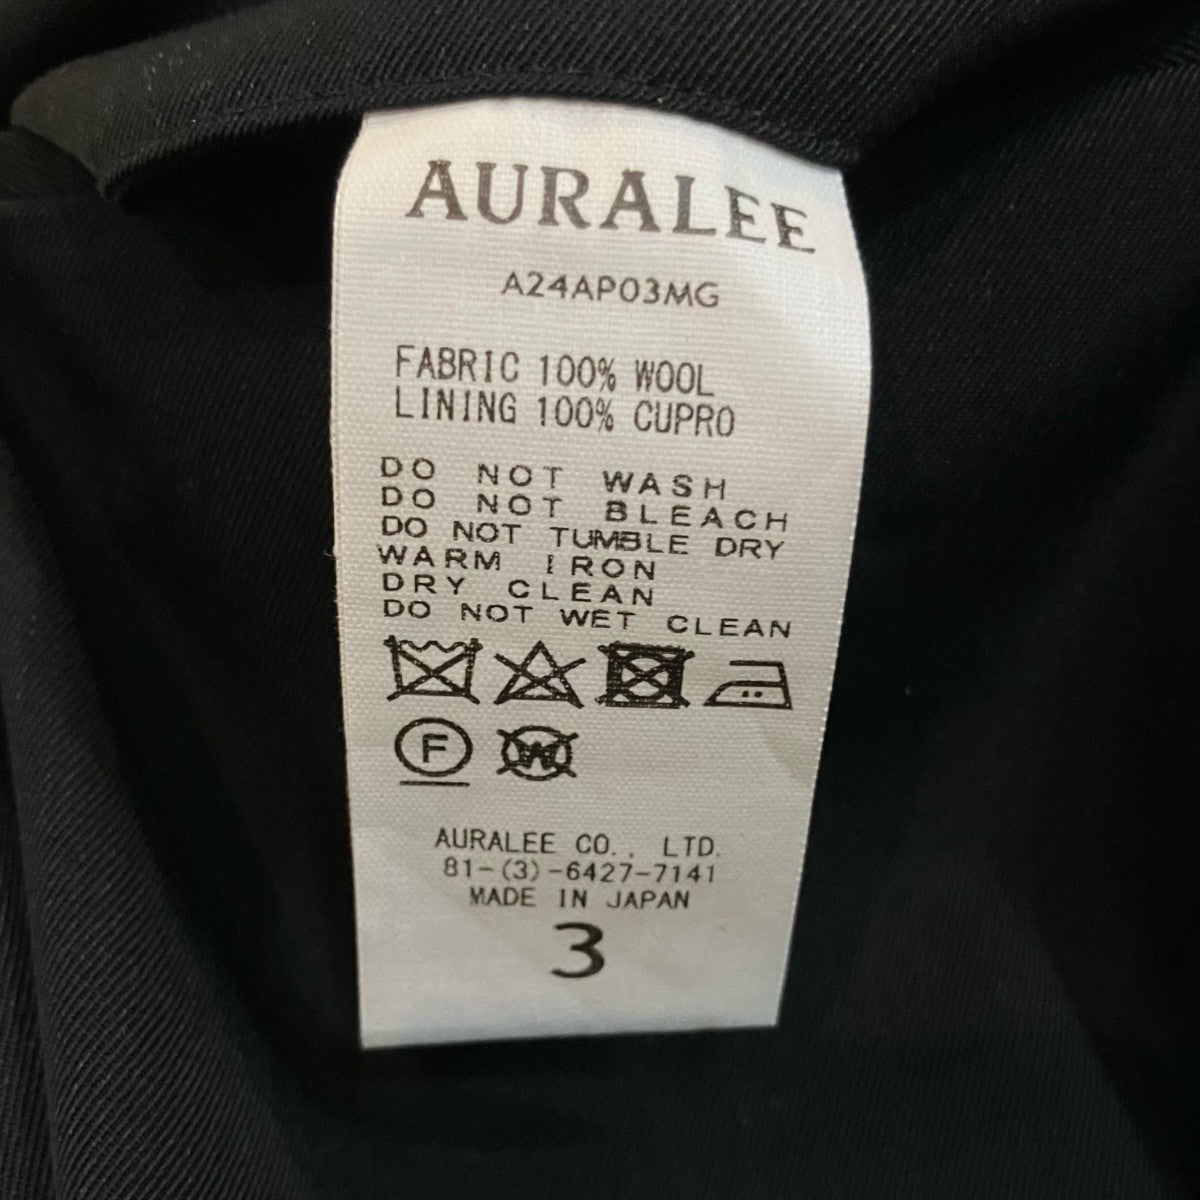 AURALEE
A24AP03MG
FABRIC 100% WOOL
LINING 100% CUPRO
DO NOT WASH
DO NOT BLEACH
DO NOT TUMBLE DRY
WARM IRON
DRY CLEAN
DO NOT WET CLEAN
F W
AURALEE CO., LTD.
81-(3)-6427-7141
MADE IN JAPAN
3